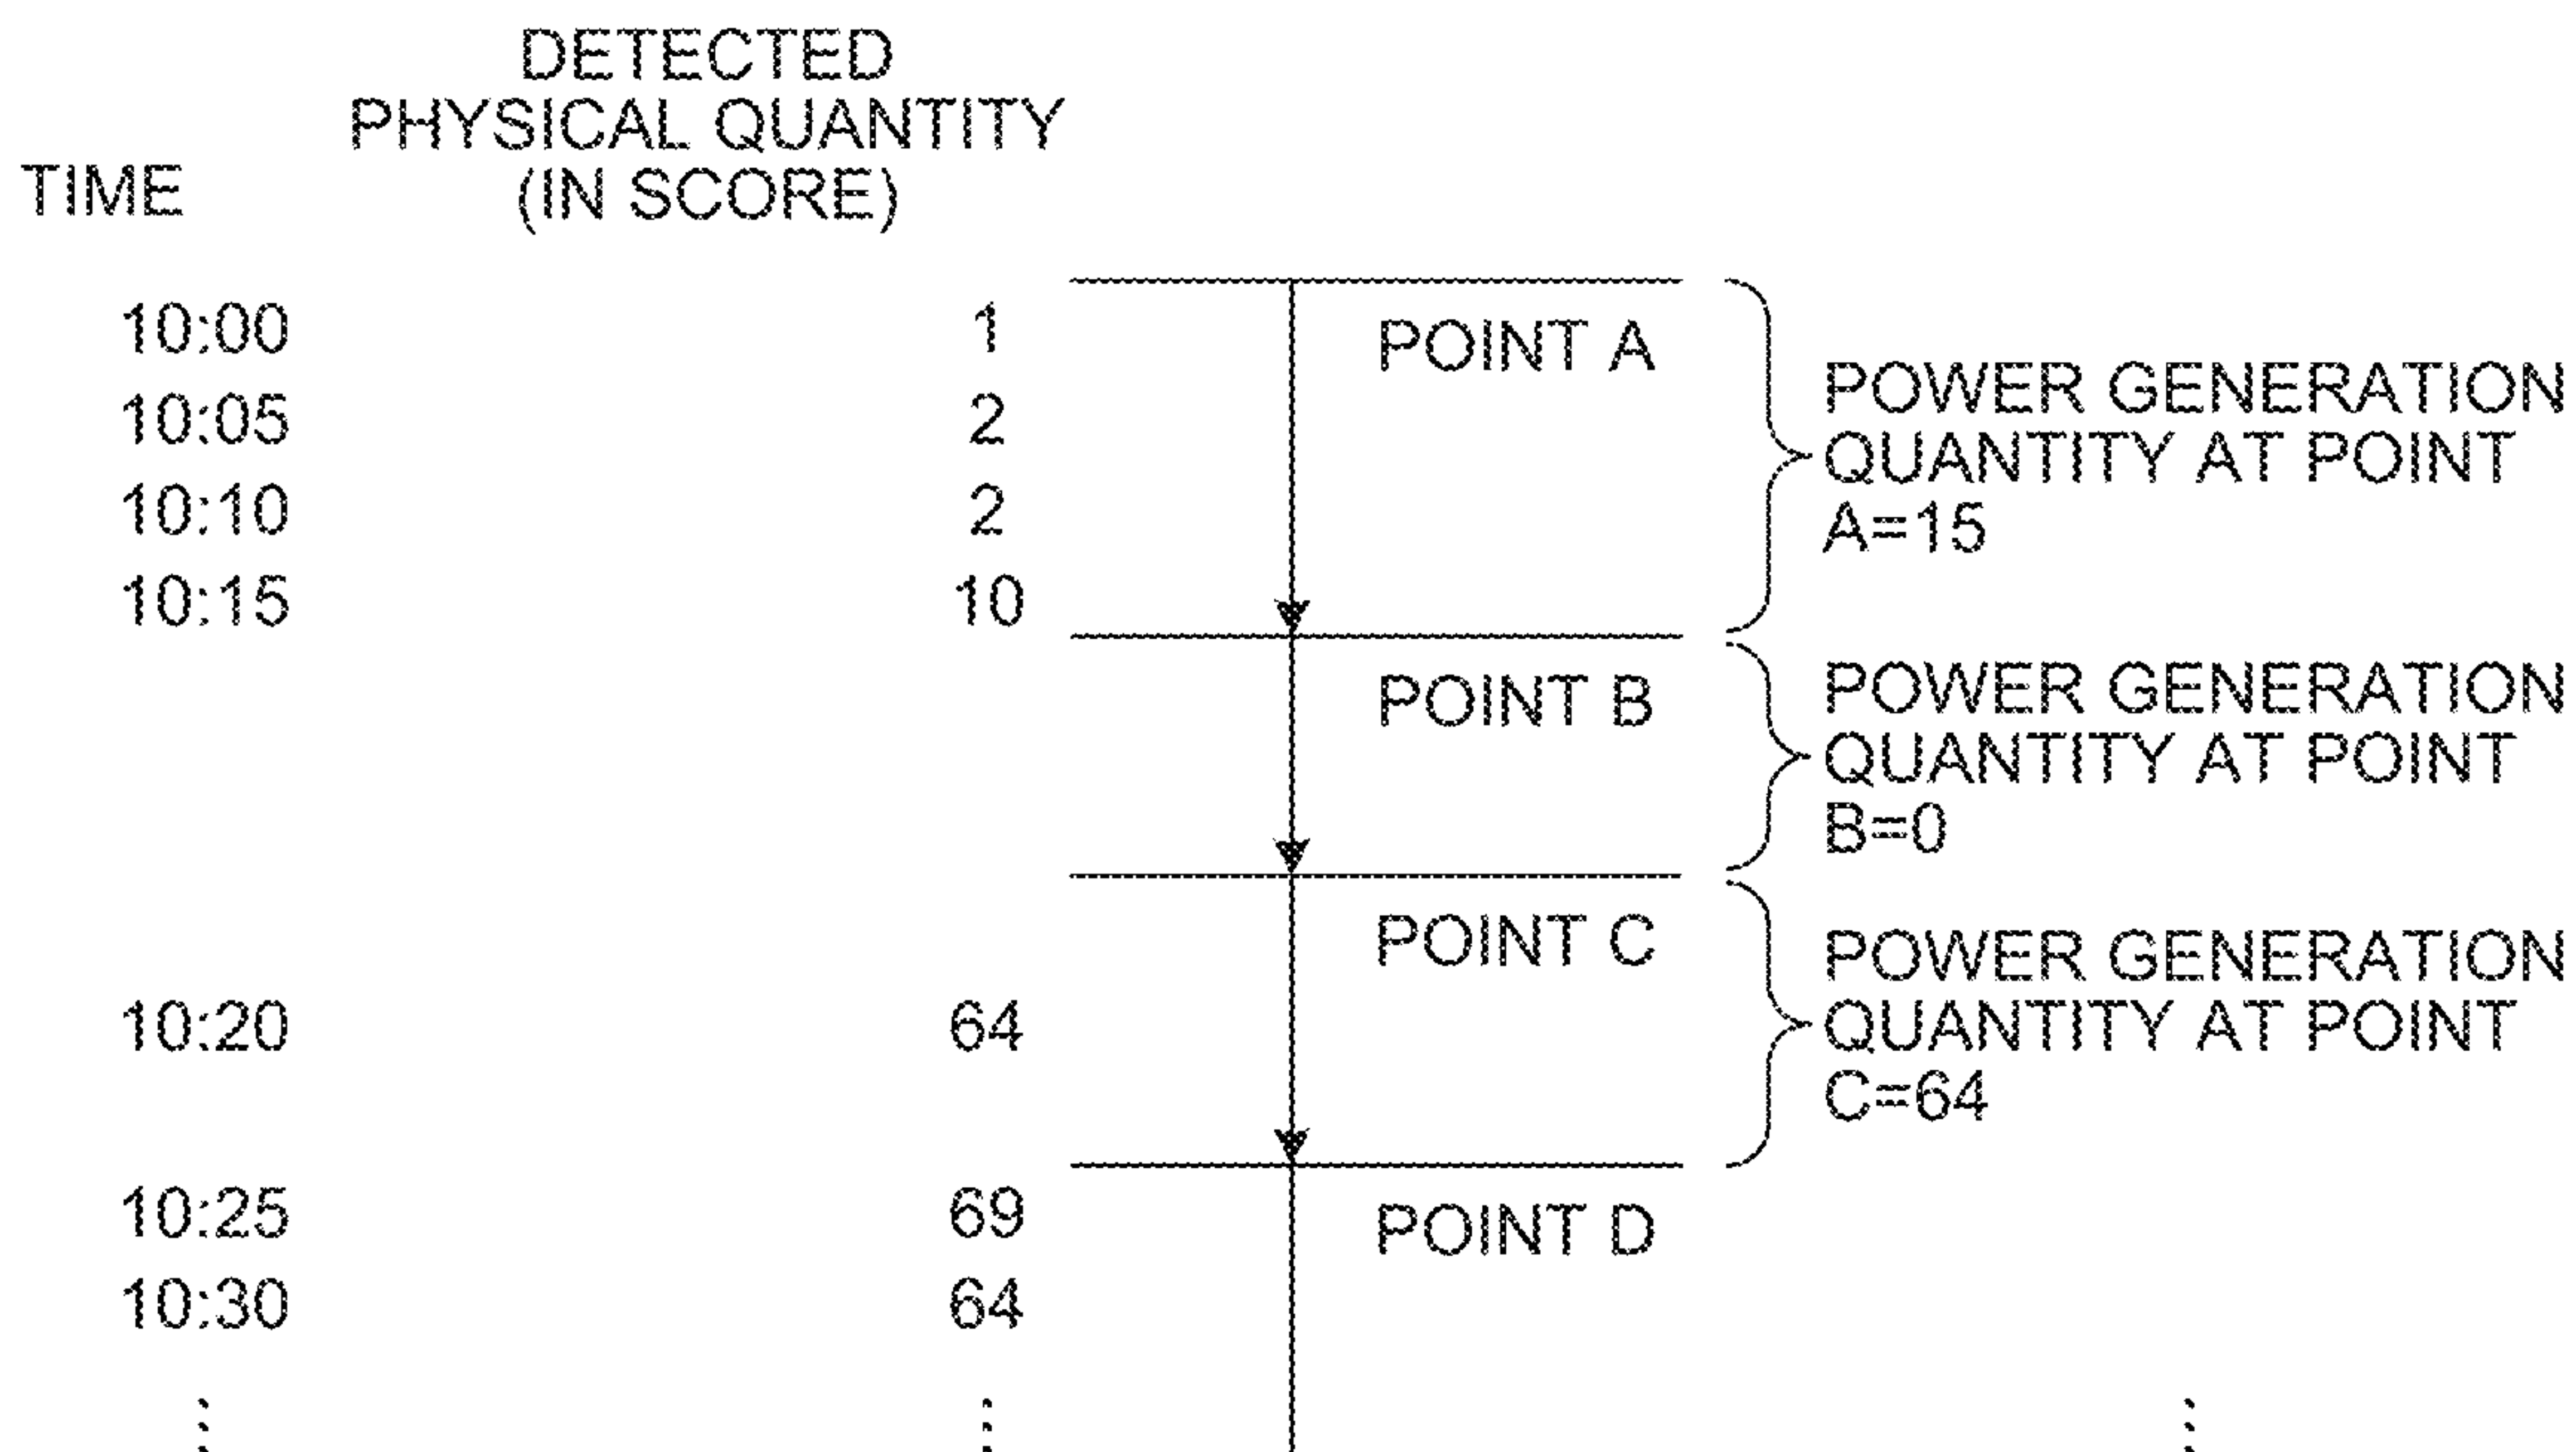 DETECTED
PHYSICAL QUANTITY
(IN SCORE)
TIME
10:00 1 POINT A
10:05 2
10:10 2
10:15 10
POWER GENERATION
QUANTITY AT POINT
A=15
POINT B
POWER GENERATION
QUANTITY AT POINT
B=0
POINT C
10:20 64
POWER GENERATION
QUANTITY AT POINT
C=64
10:25 69 POINT D
10:30 64